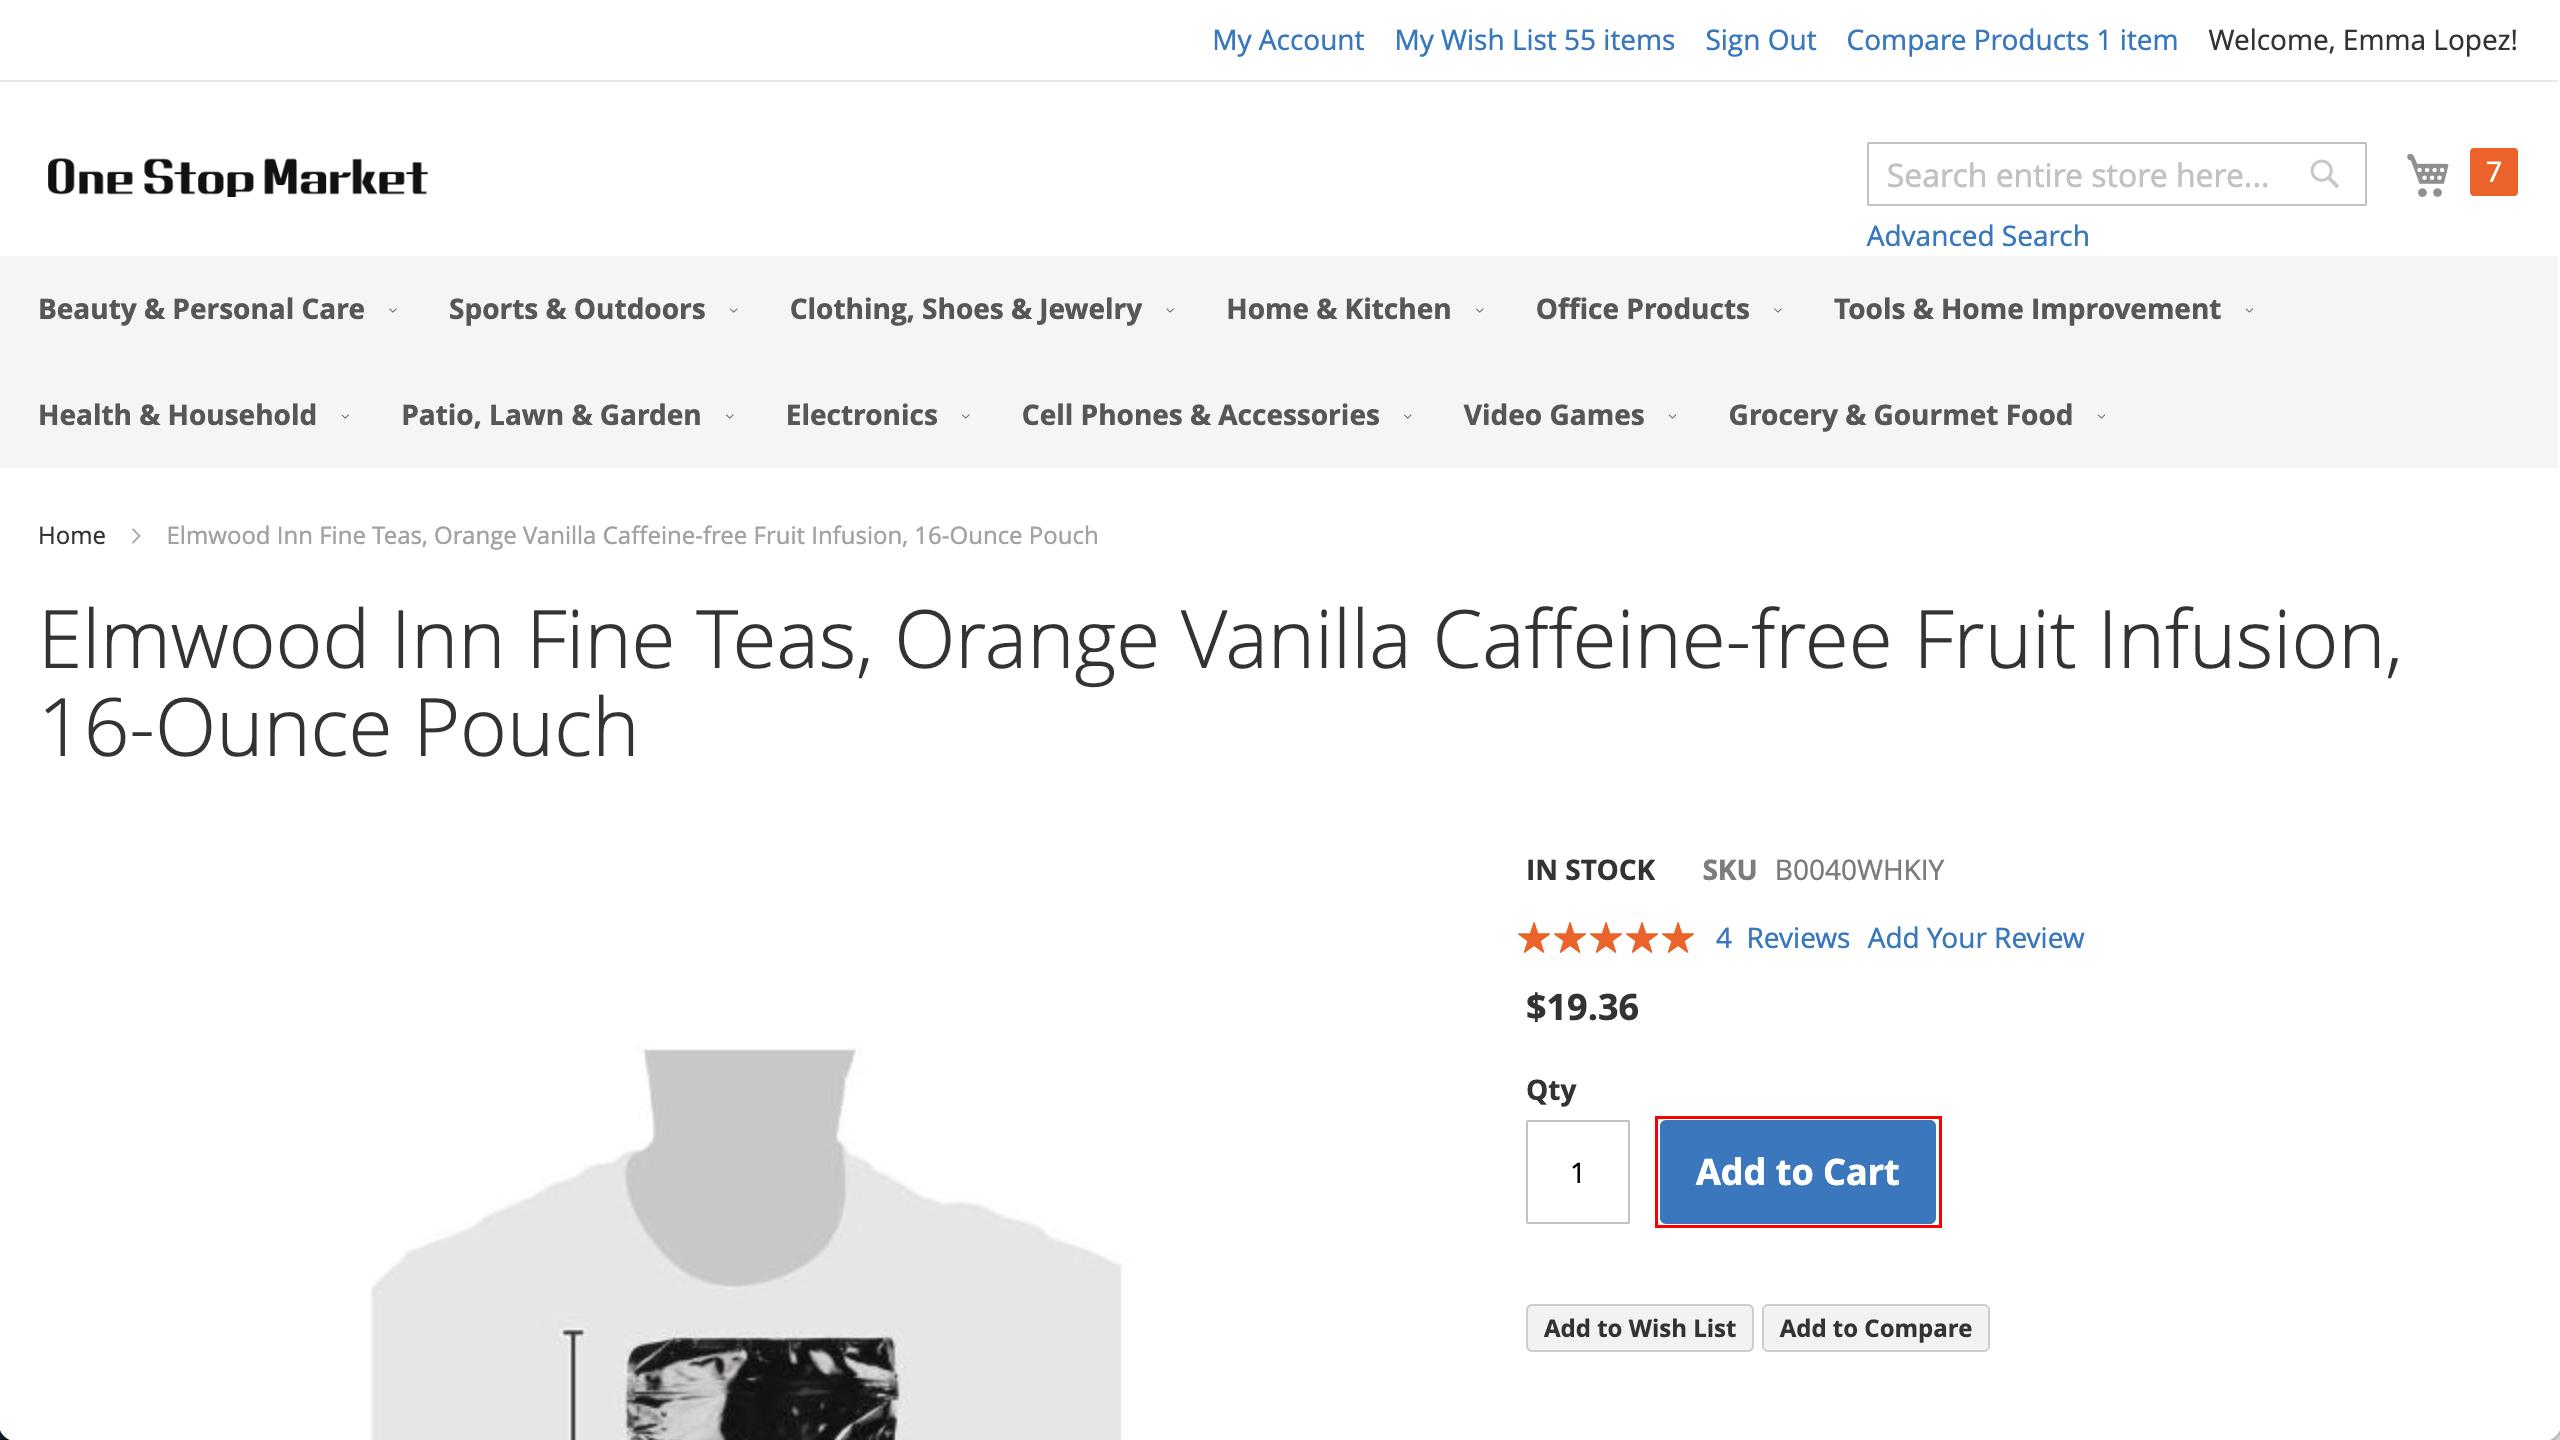 My Account My Wish List 55 items Sign Out Compare Products 1 item Welcome, Emma Lopez!
One Stop Market
Search entire store here... 7
Advanced Search
Beauty & Personal Care Sports & Outdoors Clothing, Shoes & Jewelry Home & Kitchen Office Products Tools & Home Improvement
Health & Household Patio, Lawn & Garden Electronics Cell Phones & Accessories Video Games Grocery & Gourmet Food
Home Elmwood Inn Fine Teas, Orange Vanilla Caffeine-free Fruit Infusion, 16-Ounce Pouch
Elmwood Inn Fine Teas, Orange Vanilla Caffeine-free Fruit Infusion,
16-Ounce Pouch
IN STOCK SKU B0040WHKIY
4 Reviews Add Your Review
$19.36
Qty
1 Add to Cart
Add to Wish List Add to Compare